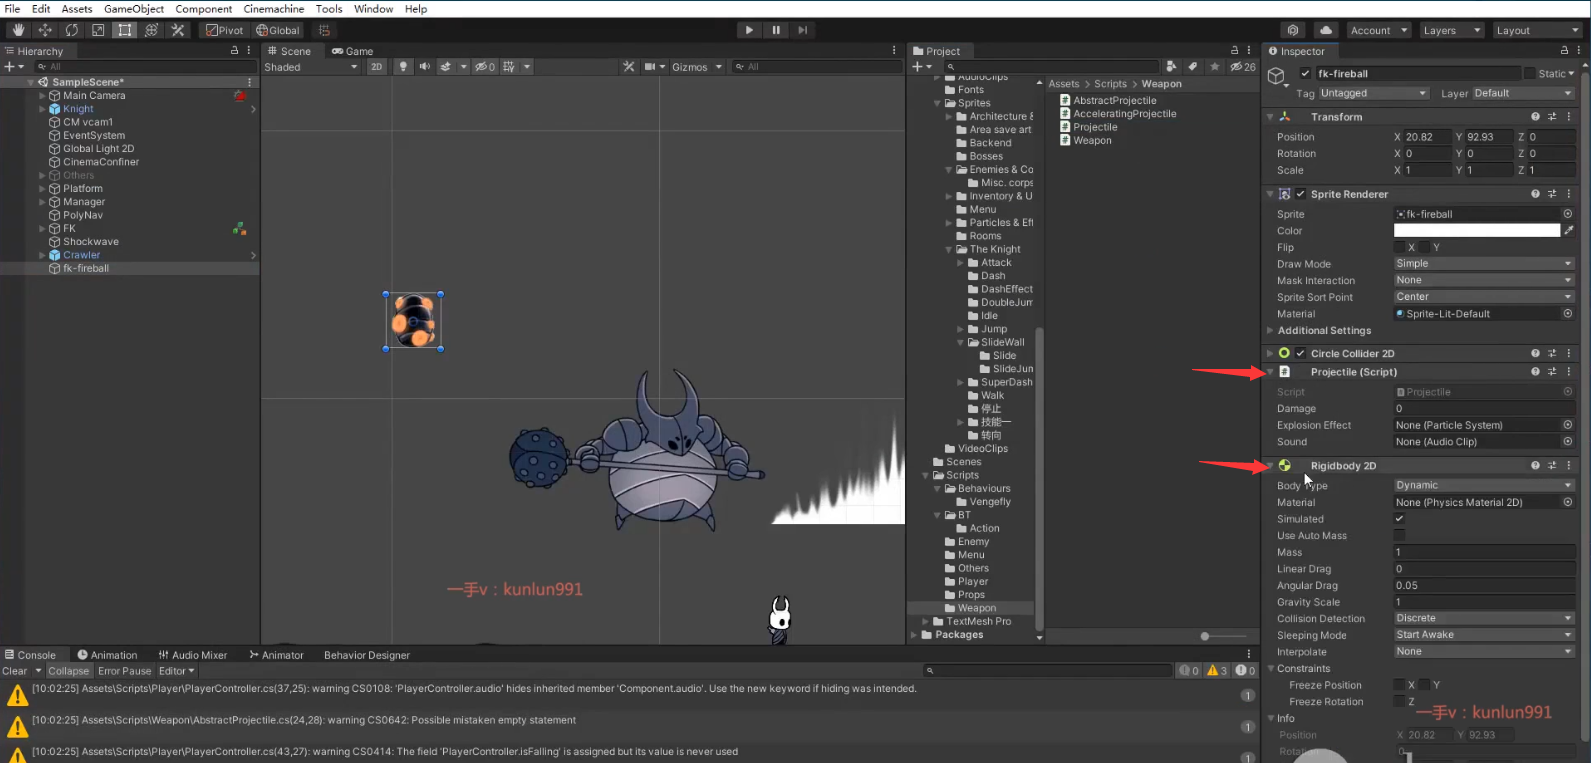 File Edit Assets GameObject Component Cinemachine Tools Window Help
Pivot Global Account Layers Layout
Hierarchy
All
SampleScene*
Main Camera
Knight
CM vcam1
EventSystem
Global Light 2D
CinemaConfiner
Others
Platform
Manager
PolyNav
FK
Shockwave
Crawler
fk-fireball
Scene Game
Shaded 2D 0 Gizmos All
一手v：kunlun991
Project
26
AudioClips
Fonts
Sprites
Architecture &
Area save art
Backend
Bosses
Enemies & Co
Misc. corps
Inventory & U
Menu
Particles & Eff
Rooms
The Knight
Attack
Dash
DashEffect
DoubleJum
Idle
Jump
SlideWall
Slide
SlideJun
SuperDash
Walk
停止
技能一
转向
VideoClips
Scenes
Scripts
Behaviours
Vengefly
BT
Action
Enemy
Menu
Others
Player
Props
Weapon
TextMesh Pro
Packages
Assets Scripts Weapon
AbstractProjectile
AcceleratingProjectile
Projectile
Weapon
Inspector
fk-fireball Static
Tag Untagged Layer Default
Transform
Position X 20.82 Y 92.93 Z 0
Rotation X 0 Y 0 Z 0
Scale X 1 Y 1 Z 1
Sprite Renderer
Sprite fk-fireball
Color
Flip X Y
Draw Mode Simple
Mask Interaction None
Sprite Sort Point Center
Material Sprite-Lit-Default
Additional Settings
Circle Collider 2D
Projectile (Script)
Script Projectile
Damage 0
Explosion Effect None (Particle System)
Sound None (Audio Clip)
Rigidbody 2D
Body Type Dynamic
Material None (Physics Material 2D)
Simulated
Use Auto Mass
Mass 1
Linear Drag 0
Angular Drag 0.05
Gravity Scale 1
Collision Detection Discrete
Sleeping Mode Start Awake
Interpolate None
Constraints
Freeze Position X Y
Freeze Rotation Z
一手v：kunlun991
Info
Position X 20.82 Y 92.93
Rotation 0
Console Animation Audio Mixer Animator Behavior Designer
Clear Collapse Error Pause Editor 0 3 0
[10:02:25] Assets\Scripts\Player\PlayerController.cs(37,25): warning CS0108: 'PlayerController.audio' hides inherited member 'Component.audio'. Use the new keyword if hiding was intended. 1
[10:02:25] Assets\Scripts\Weapon\AbstractProjectile.cs(24,28): warning CS0642: Possible mistaken empty statement 1
[10:02:25] Assets\Scripts\Player\PlayerController.cs(43,27): warning CS0414: The field 'PlayerController.isFalling' is assigned but its value is never used 1